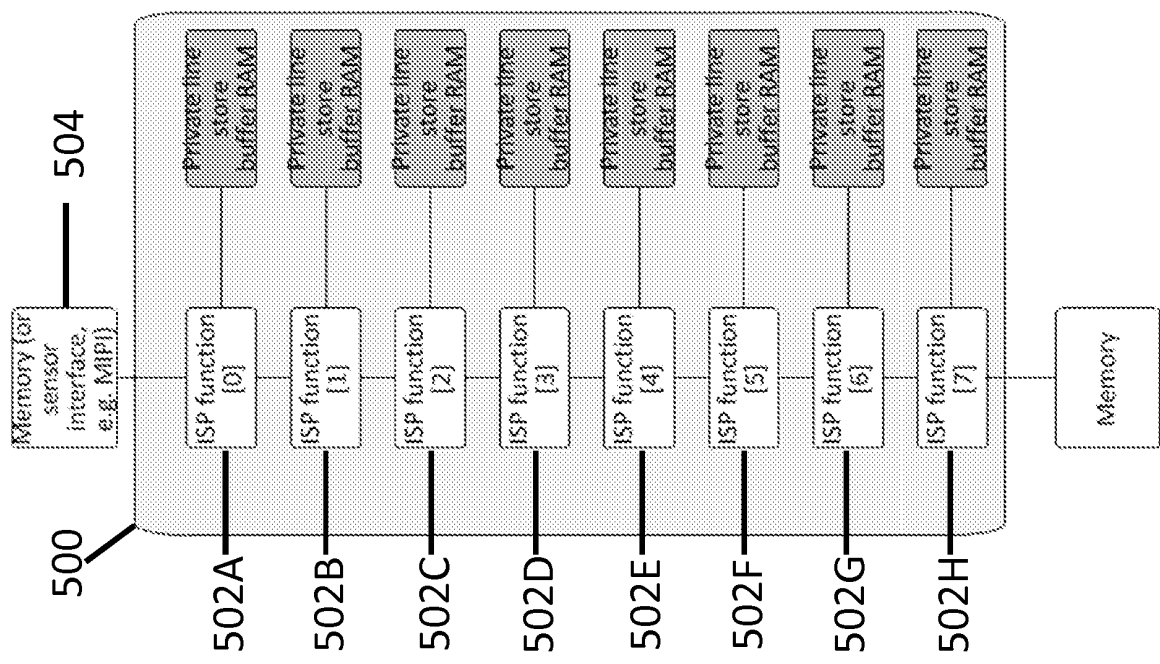 500
Memory (or
sensor
interface,
e.g. MIPI)
504
502A
ISP function
[0]
Private line
store
buffer RAM
502B
ISP function
[1]
Private line
store
buffer RAM
502C
ISP function
[2]
Private line
store
buffer RAM
502D
ISP function
[3]
Private line
store
buffer RAM
502E
ISP function
[4]
Private line
store
buffer RAM
502F
ISP function
[5]
Private line
store
buffer RAM
502G
ISP function
[6]
Private line
store
buffer RAM
502H
ISP function
[7]
Private line
store
buffer RAM
Memory